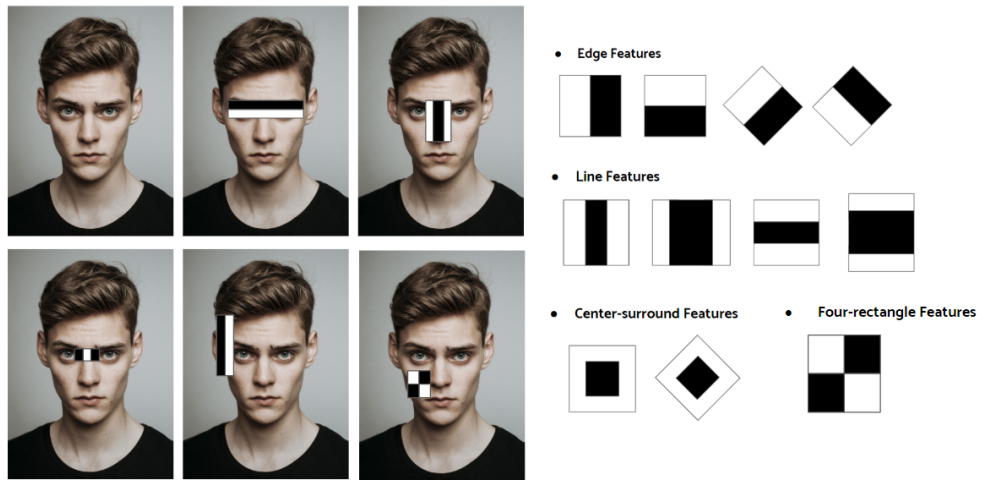 • Edge Features
• Line Features
• Center-surround Features
• Four-rectangle Features